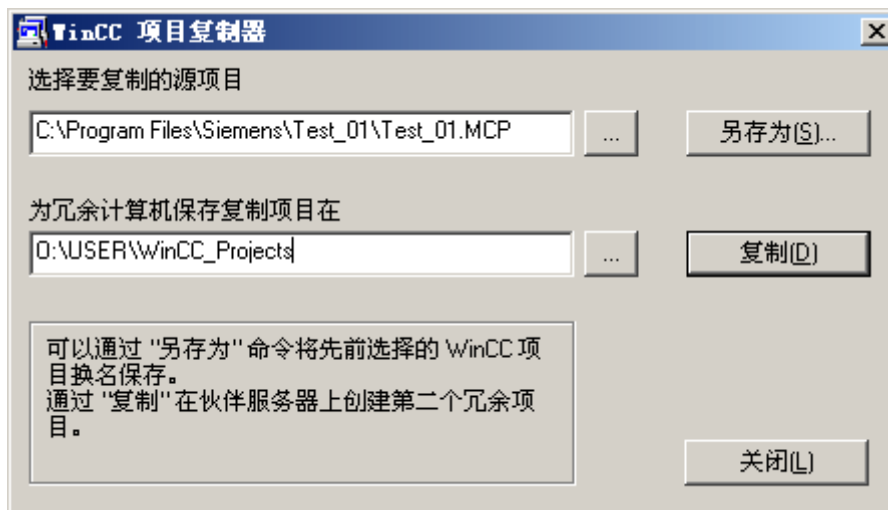 WinCC 项目复制器
选择要复制的源项目
C:\Program Files\Siemens\Test_01\Test_01.MCP
...
另存为(S)...
为冗余计算机保存复制项目在
O:\USER\WinCC_Projects
...
复制(D)
可以通过 "另存为" 命令将先前选择的 WinCC 项
目换名保存。
通过 "复制" 在伙伴服务器上创建第二个冗余项
目。
关闭(L)